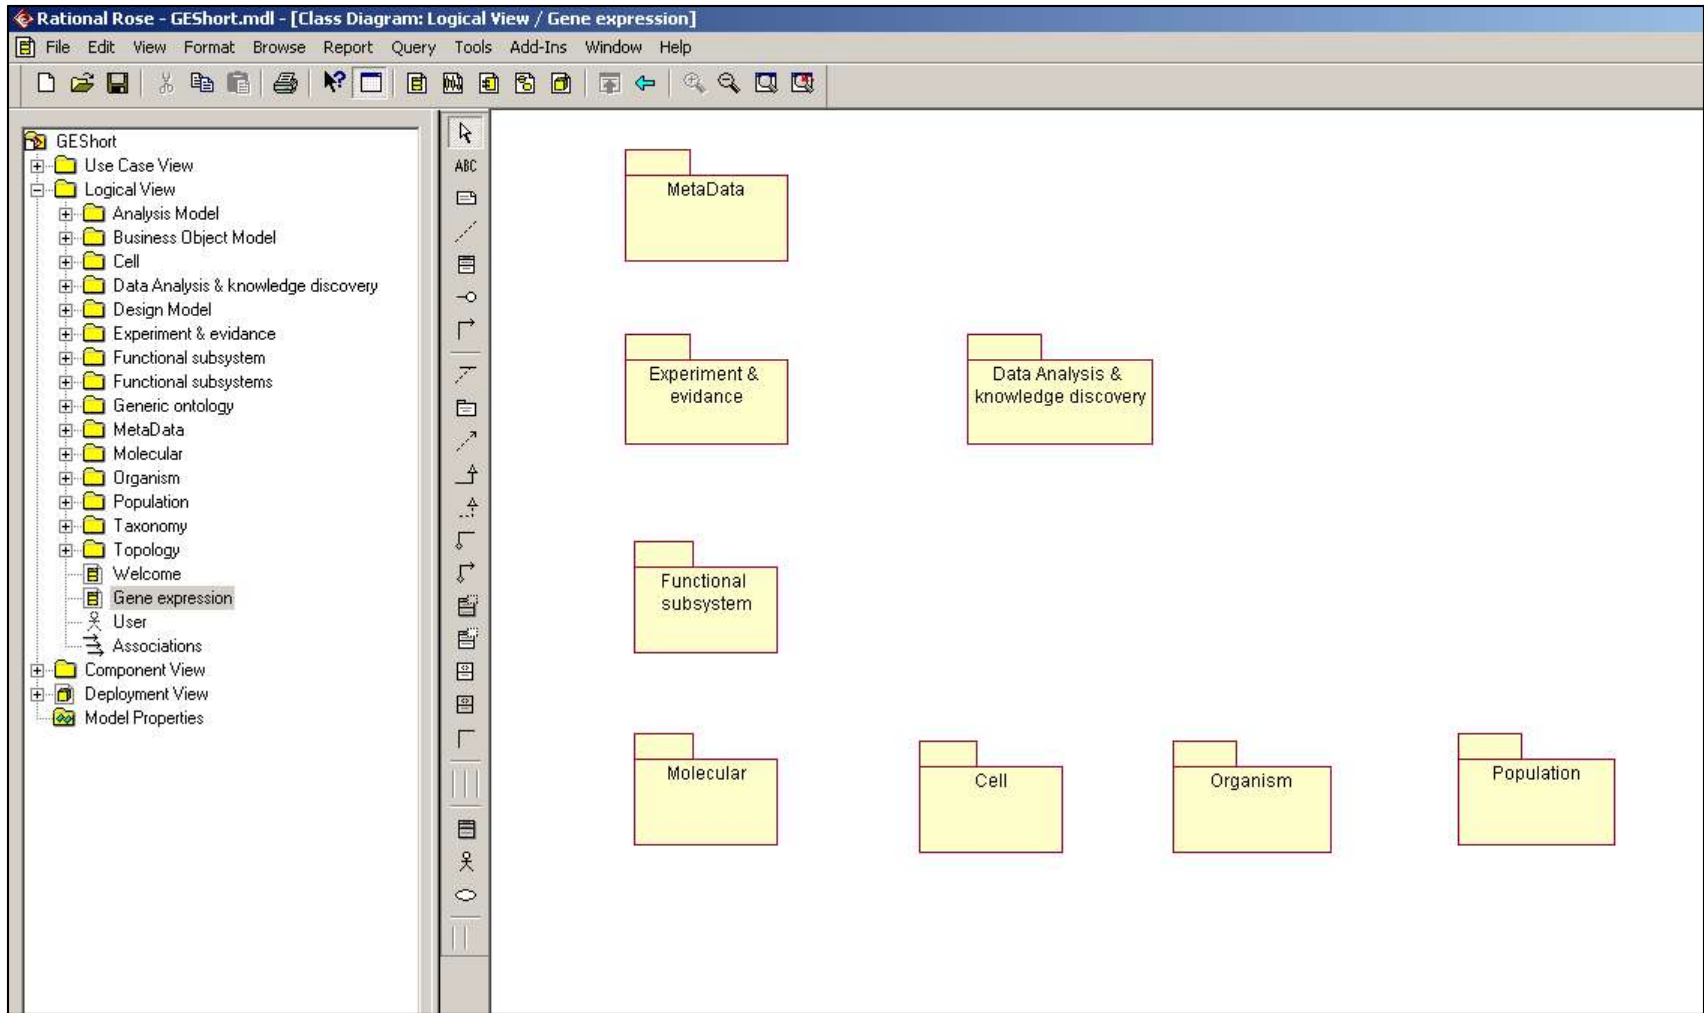 Rational Rose - GEShort.mdl - [Class Diagram: Logical View / Gene expression]
File Edit View Format Browse Report Query Tools Add-Ins Window Help
GEShort
Use Case View
Logical View
Analysis Model
Business Object Model
Cell
Data Analysis & knowledge discovery
Design Model
Experiment & evidance
Functional subsystem
Functional subsystems
Generic ontology
MetaData
Molecular
Organism
Population
Taxonomy
Topology
Welcome
Gene expression
User
Associations
Component View
Deployment View
Model Properties
ABC
MetaData
Experiment &
evidance
Data Analysis &
knowledge discovery
Functional
subsystem
Molecular
Cell
Organism
Population